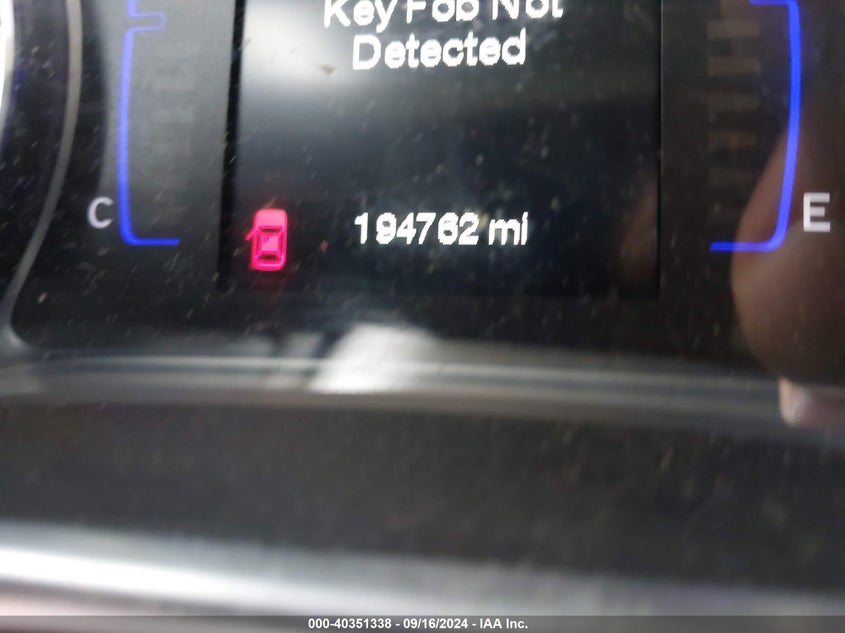 Key Fob Not
Detected
C
194762 mi
E
000-40351338 - 09/16/2024 - IAA Inc.